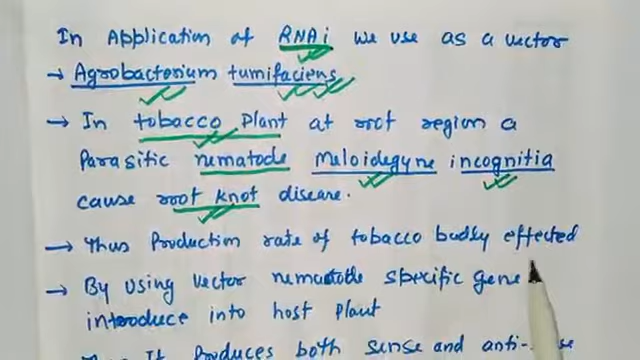 In Application of RNAi we use as a vector
→ Agrobacterium tumifaciens
→ In tobacco plant at root region a
Parasitic nematode Meloidegyne incognitia
cause root knot disease.
→ Thus Production rate of tobacco badly effected
→ By using vector nematode specific gene
introduce into host Plant
It Produces both sense and anti-